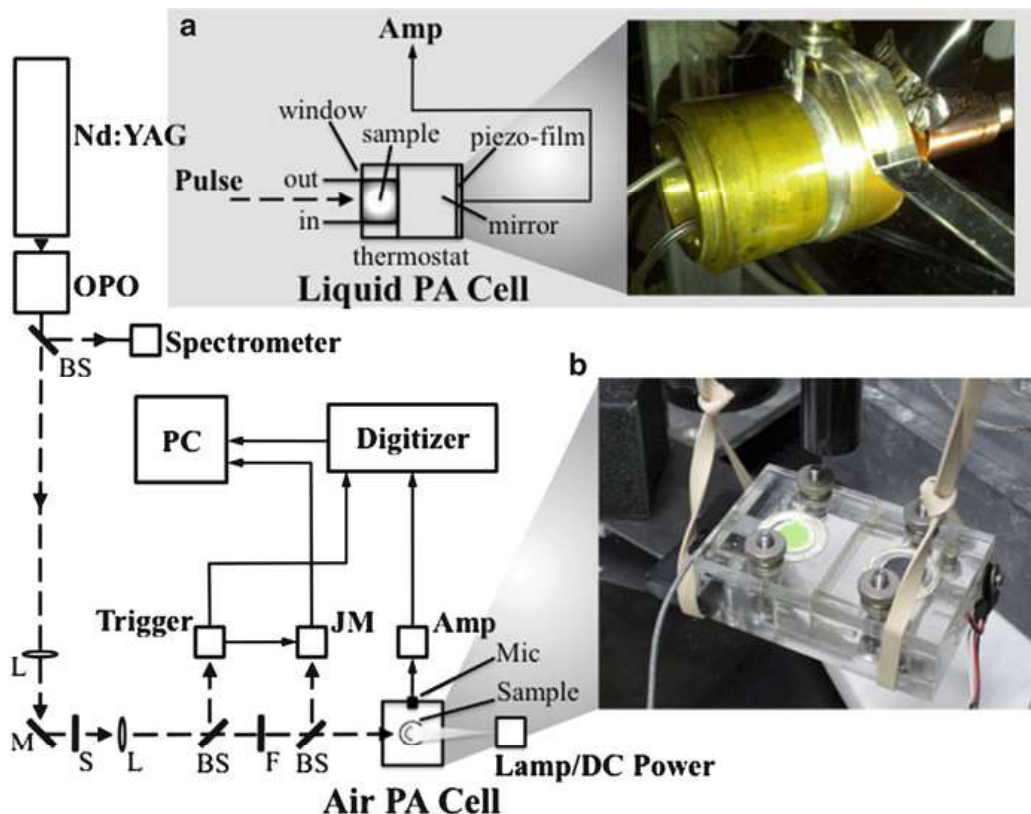 a
Amp
window
sample
piezo-film
Nd:YAG
Pulse
out
in
mirror
thermostat
Liquid PA Cell
OPO
BS
Spectrometer
b
PC
Digitizer
Trigger
JM
Amp
Mic
Sample
L
M
S
L
BS
F
BS
Lamp/DC Power
Air PA Cell